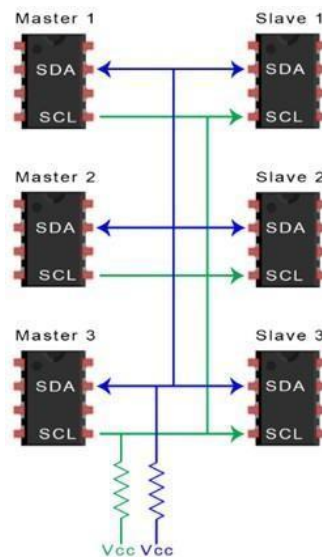 Master 1 Slave 1
SDA SDA
SCL SCL
Master 2 Slave 2
SDA SDA
SCL SCL
Master 3 Slave 3
SDA SDA
SCL SCL
Vcc Vcc